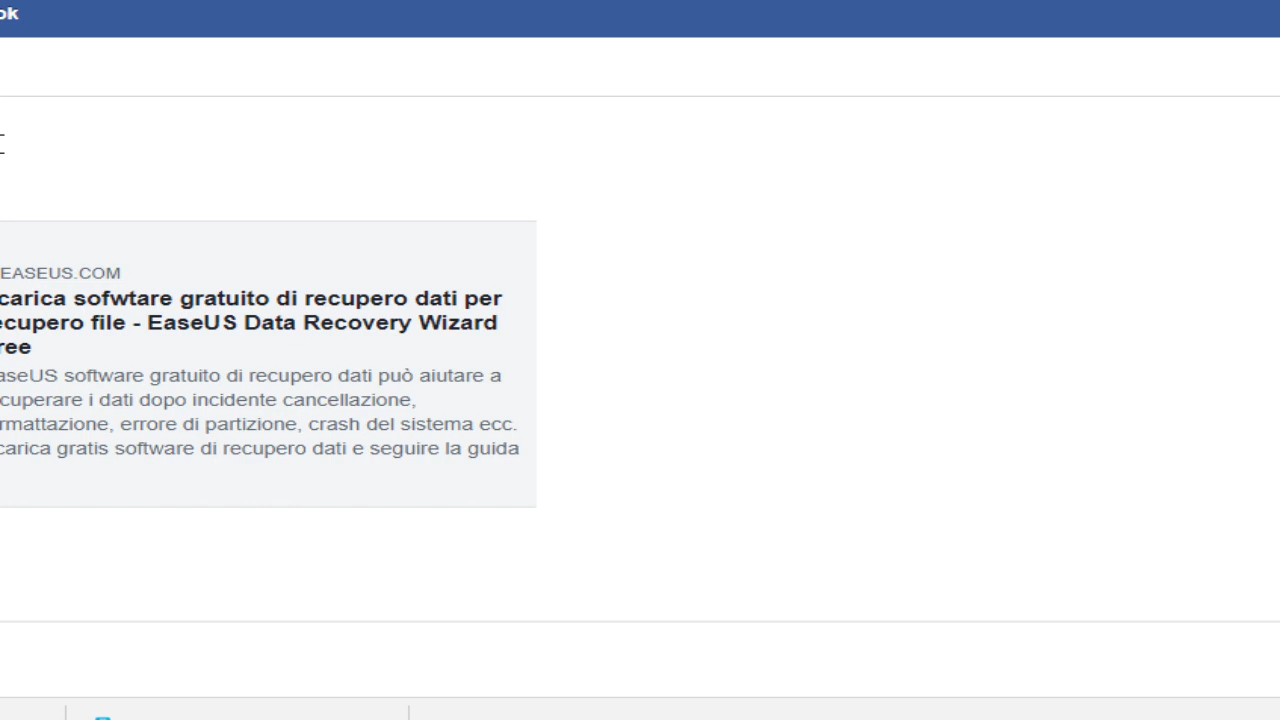 ok
EASEUS.COM
carica sofwtare gratuito di recupero dati per
ecupero file - EaseUS Data Recovery Wizard
ree
aseUS software gratuito di recupero dati può aiutare a
cuperare i dati dopo incidente cancellazione,
rmattazione, errore di partizione, crash del sistema ecc.
carica gratis software di recupero dati e seguire la guida